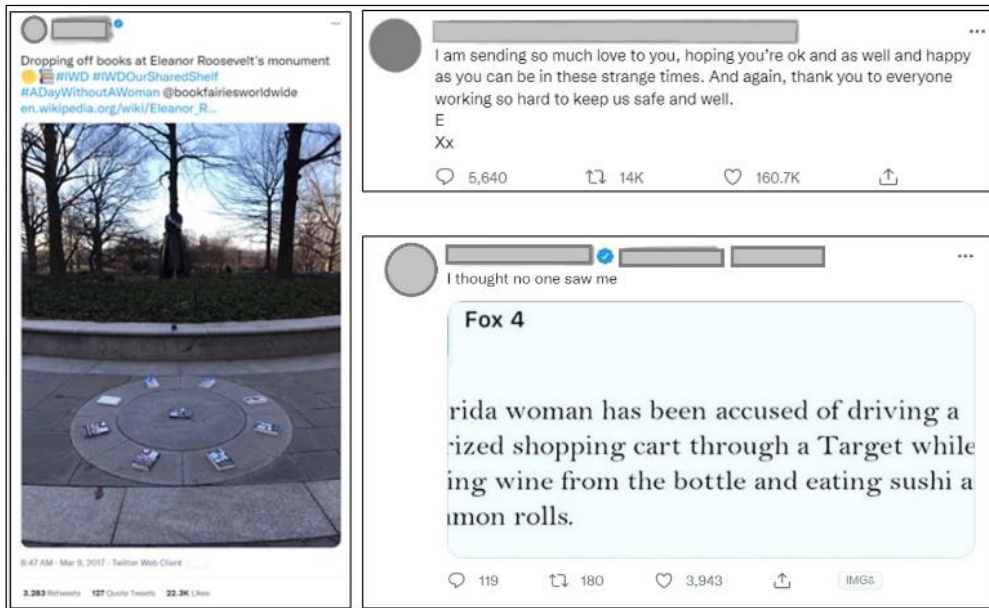 Dropping off books at Eleanor Roosevelt's monument
#IWD #IWDOurSharedShelf
#ADayWithoutAWoman @bookfairiesworldwide
en.wikipedia.org/wiki/Eleanor_R...
8:47 AM · Mar 9, 2017 · Twitter Web Client
3,283 Retweets 127 Quote Tweets 22.3K Likes
I am sending so much love to you, hoping you're ok and as well and happy
as you can be in these strange times. And again, thank you to everyone
working so hard to keep us safe and well.
E
Xx
5,640 14K 160.7K
I thought no one saw me
Fox 4
rida woman has been accused of driving a
rized shopping cart through a Target while
ing wine from the bottle and eating sushi a
amon rolls.
119 180 3,943 IMG